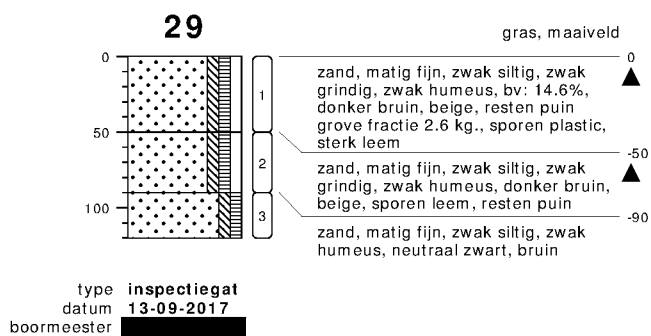 29
gras, maaiveld
0
0
zand, matig fijn, zwak siltig, zwak
grindig, zwak humeus, bv: 14.6%,
donker bruin, beige, resten puin
grove fractie 2.6 kg., sporen plastic,
sterk leem
1
50
-50
2
zand, matig fijn, zwak siltig, zwak
grindig, zwak humeus, donker bruin,
beige, sporen leem, resten puin
100
3
-90
zand, matig fijn, zwak siltig, zwak
humeus, neutraal zwart, bruin
type inspectiegat
datum 13-09-2017
boormeester